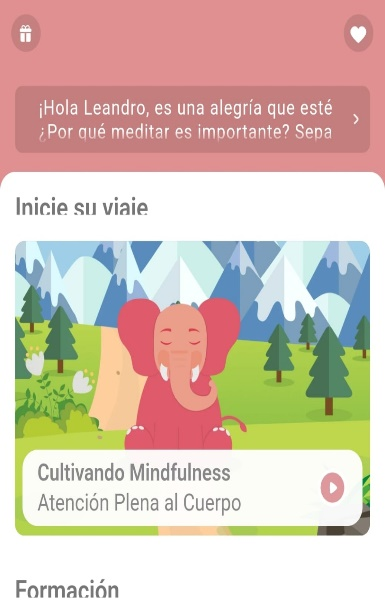 ¡Hola Leandro, es una alegría que esté
¿Por qué meditar es importante? Sepa
Inicie su viaje
Cultivando Mindfulness
Atención Plena al Cuerpo
Formación